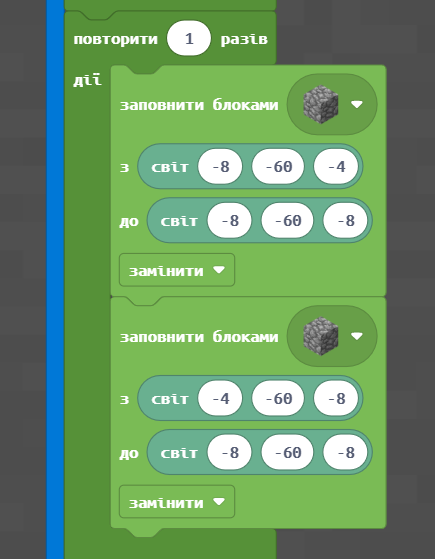 повторити 1 разів
дії
заповнити блоками
з світ -8 -60 -4
до світ -8 -60 -8
замінити
заповнити блоками
з світ -4 -60 -8
до світ -8 -60 -8
замінити